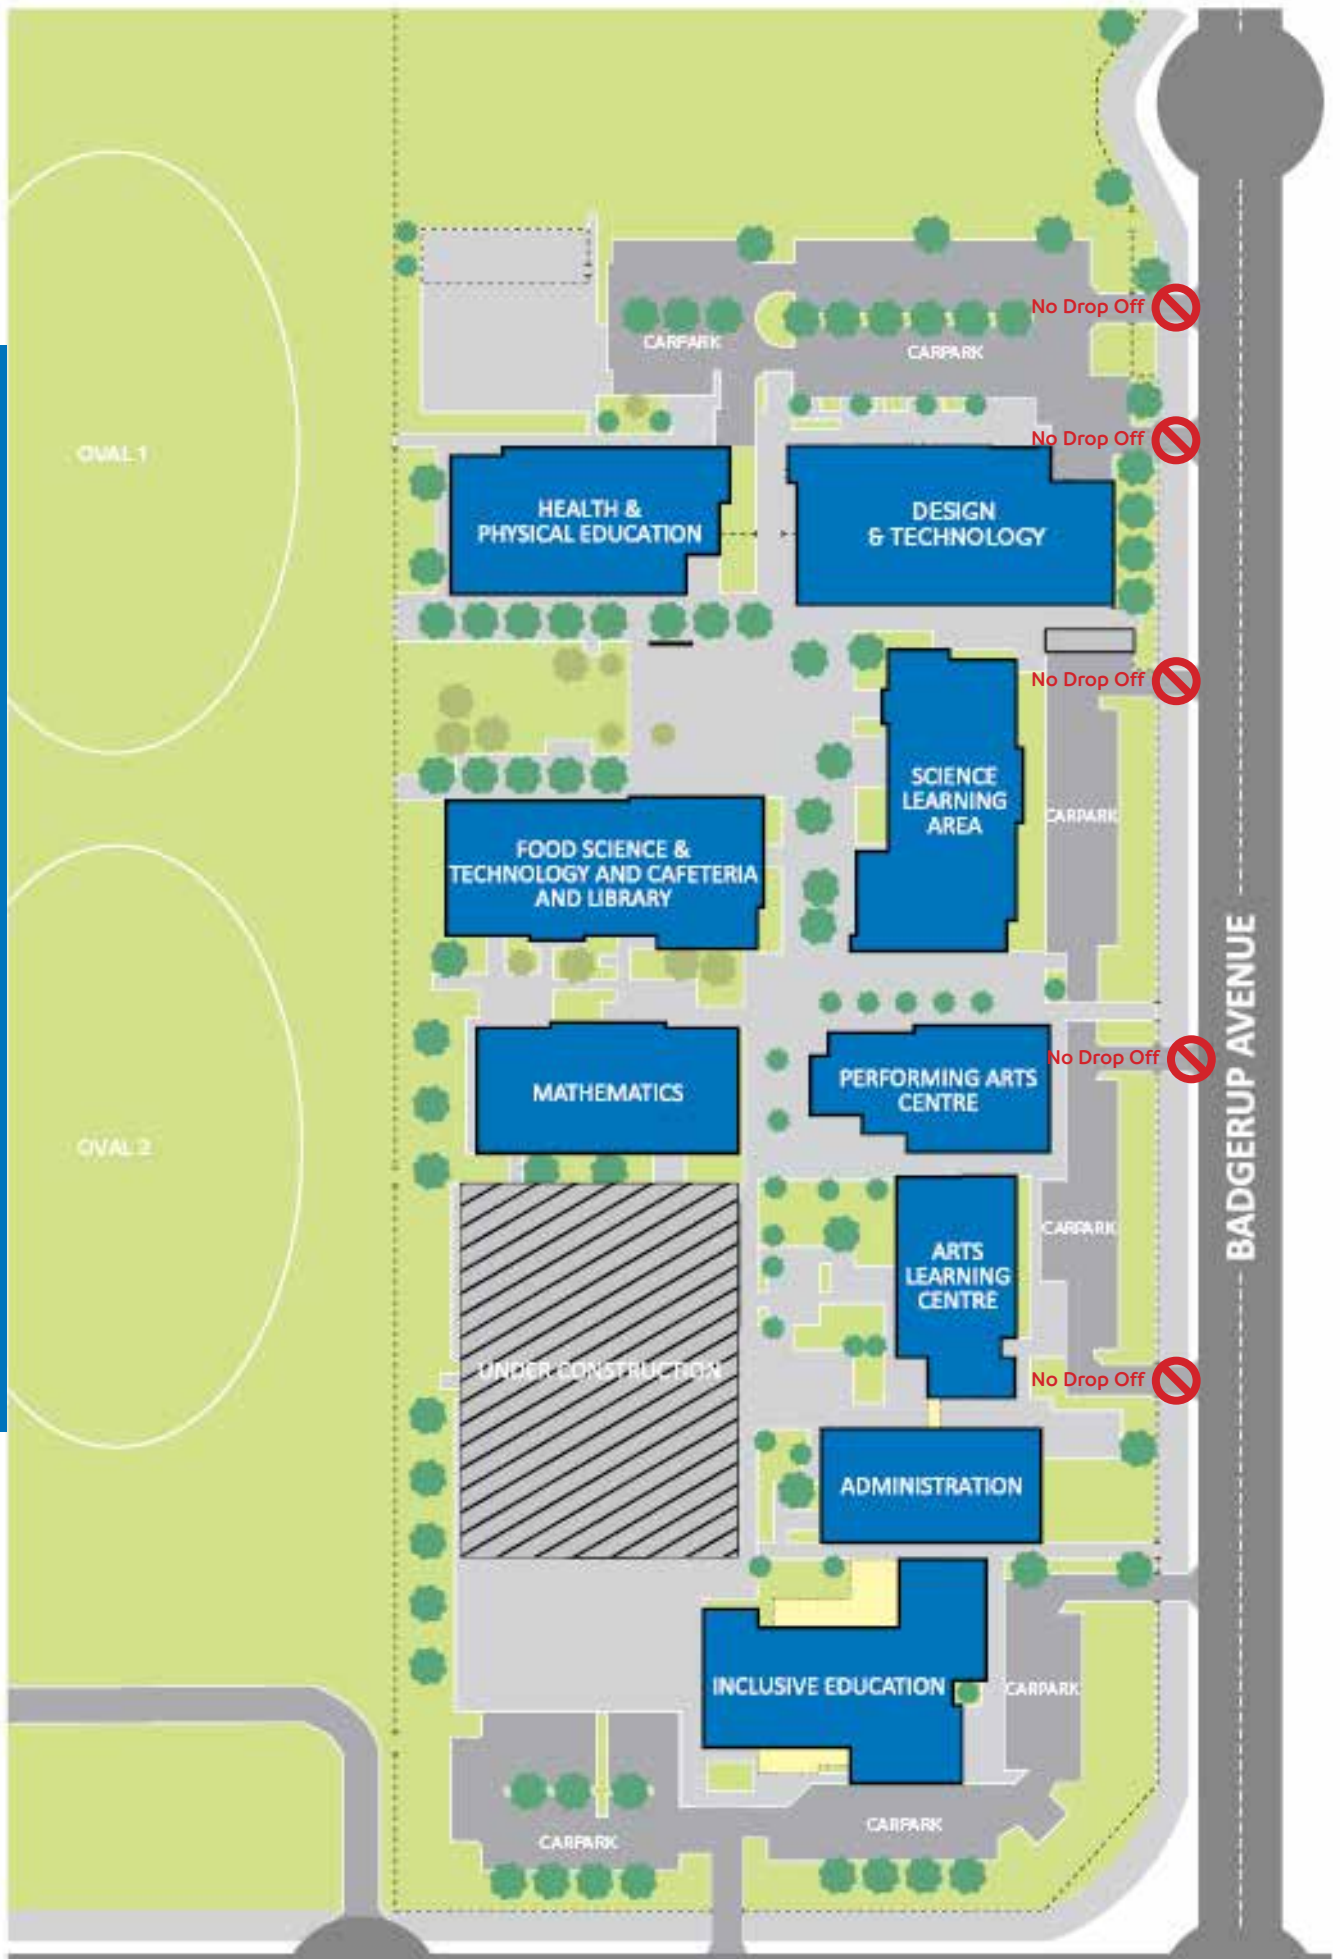 No Drop Off
CARPARK
CARPARK
No Drop Off
OVAL 1
HEALTH &
PHYSICAL EDUCATION
DESIGN
& TECHNOLOGY
No Drop Off
SCIENCE
LEARNING
AREA
CARPARK
FOOD SCIENCE &
TECHNOLOGY AND CAFETERIA
AND LIBRARY
BADGERUP AVENUE
No Drop Off
MATHEMATICS
PERFORMING ARTS
CENTRE
OVAL 2
CARPARK
ARTS
LEARNING
CENTRE
UNDER CONSTRUCTION
No Drop Off
ADMINISTRATION
INCLUSIVE EDUCATION
CARPARK
CARPARK
CARPARK